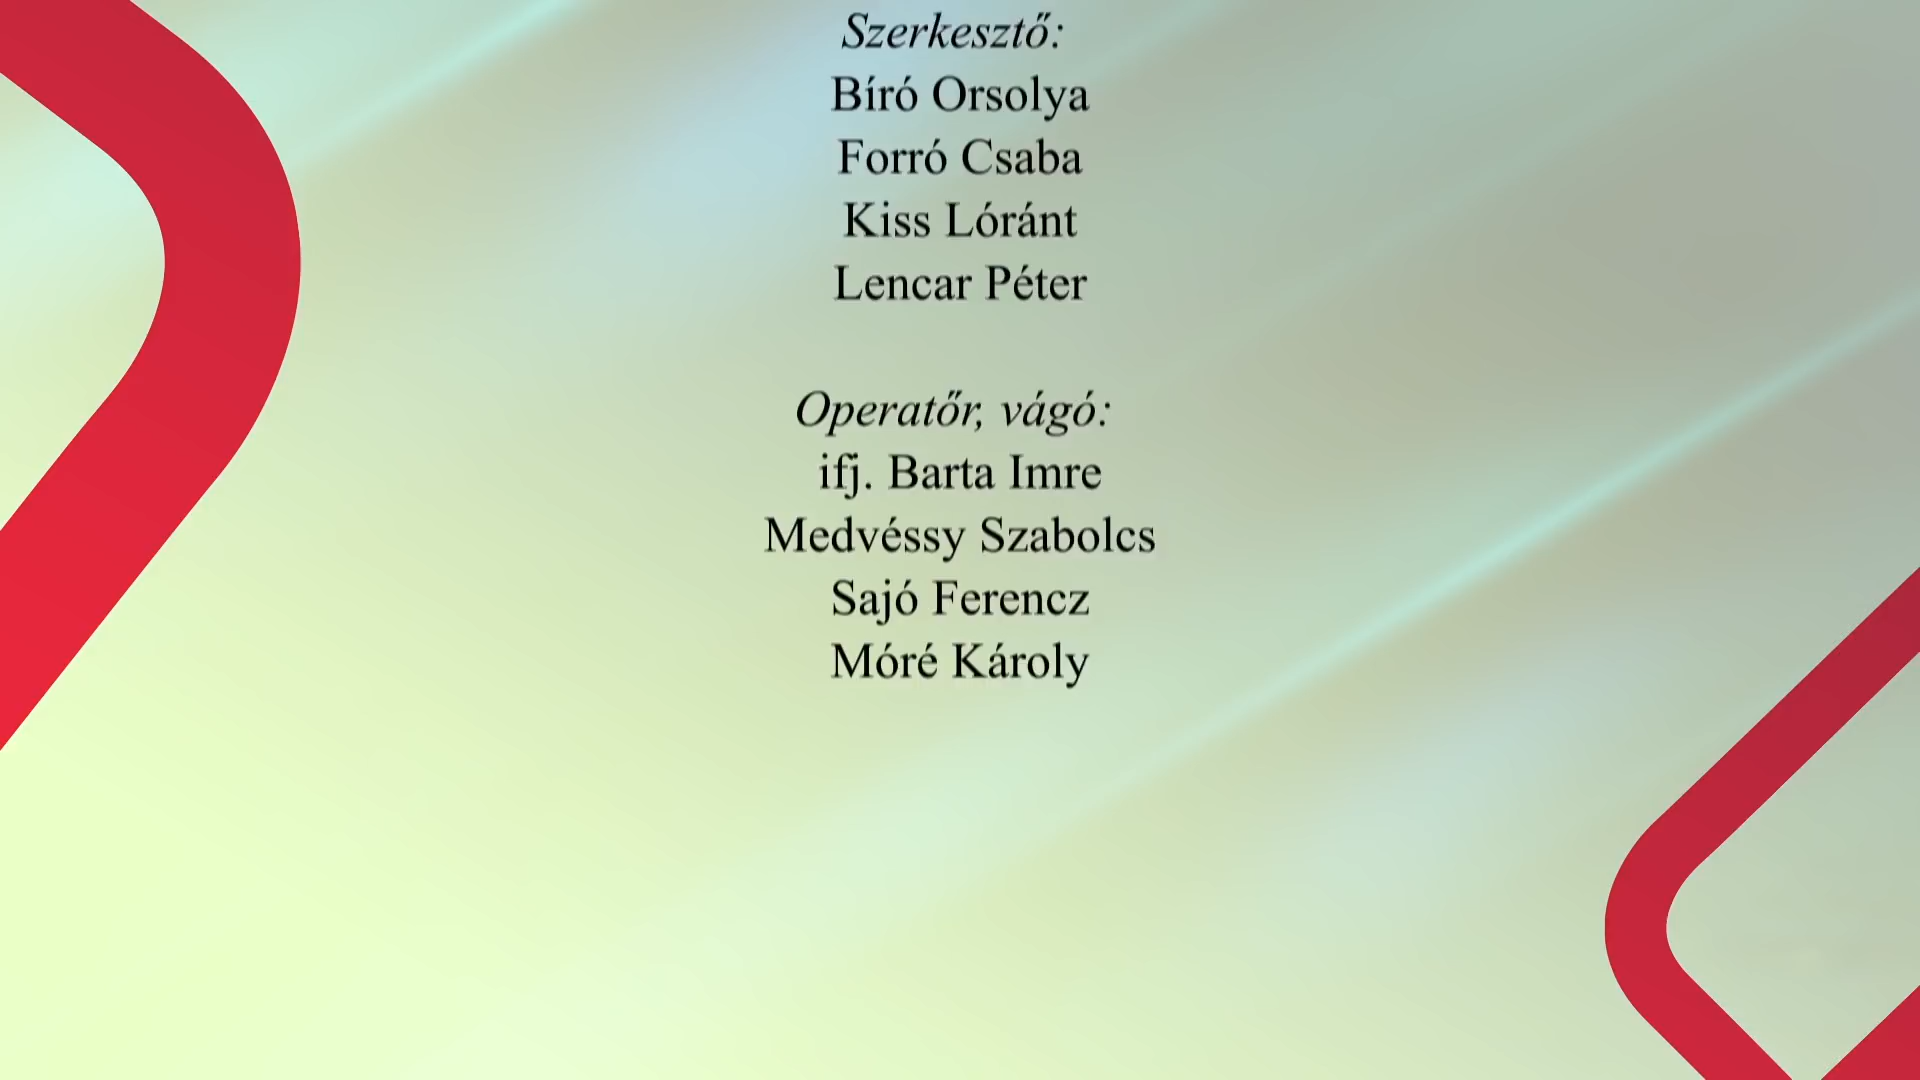 Szerkesztő:
Bíró Orsolya
Forró Csaba
Kiss Lóránt
Lencar Péter
Operatőr, vágó:
ifj. Barta Imre
Medvéssy Szabolcs
Sajó Ferencz
Móré Károly